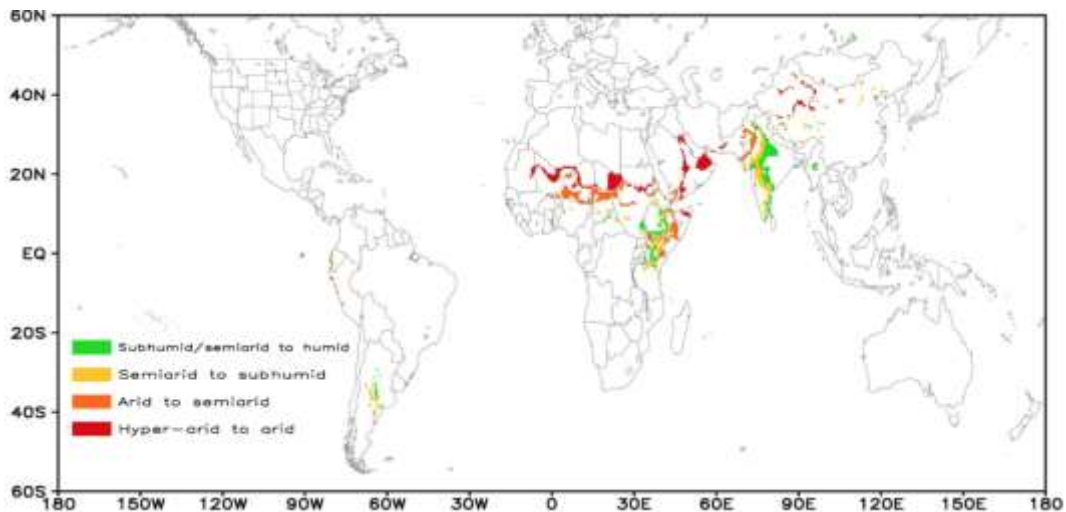 60N
40N
20N
EQ
20S
40S
60S
Subhumid/semiarid to humid
Semiarid to subhumid
Arid to semiarid
Hyper-arid to arid
180 150W 120W 90W 60W 30W 0 30E 60E 90E 120E 150E 180